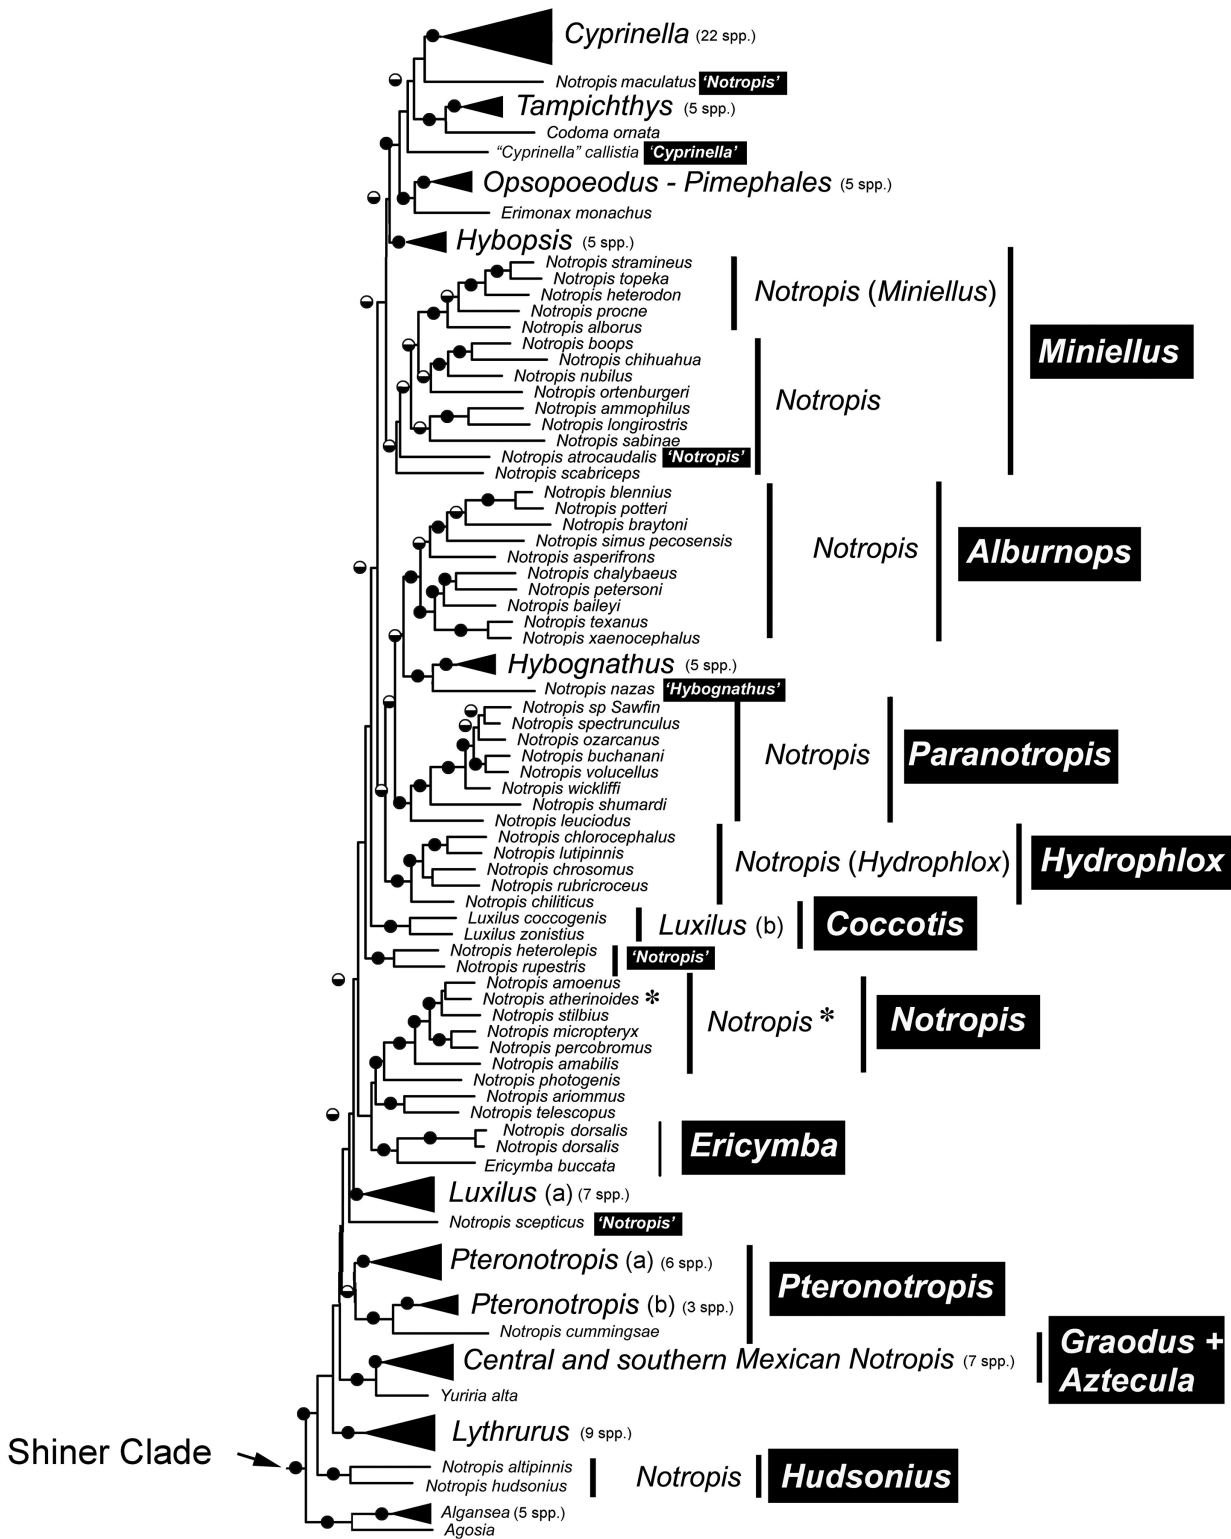 Cyprinella (22 spp.)
Notropis maculatus 'Notropis'
Tampichthys (5 spp.)
Codoma ornata
"Cyprinella" callistia 'Cyprinella'
Opsopoeodus - Pimephales (5 spp.)
Erimonax monachus
Hybopsis (5 spp.)
Notropis stramineus
Notropis topeka
Notropis heterodon
Notropis procne
Notropis alborus
Notropis (Miniellus)
Notropis boops
Notropis chihuahua
Notropis nubilus
Notropis ortenburgeri
Notropis ammophilus
Notropis longirostris
Notropis sabinae
Notropis atrocaudalis 'Notropis'
Notropis scabriceps
Notropis
Miniellus
Notropis blennius
Notropis potteri
Notropis braytoni
Notropis simus pecosensis
Notropis asperifrons
Notropis chalybaeus
Notropis petersoni
Notropis baileyi
Notropis texanus
Notropis xaenocephalus
Notropis
Alburnops
Hybognathus (5 spp.)
Notropis nazas 'Hybognathus'
Notropis sp Sawfin
Notropis spectrunculus
Notropis ozarcanus
Notropis buchanani
Notropis volucellus
Notropis wickliffi
Notropis shumardi
Notropis leuciodus
Notropis
Paranotropis
Notropis chlorocephalus
Notropis lutipinnis
Notropis chrosomus
Notropis rubricroceus
Notropis chiliticus
Notropis (Hydrophlox)
Hydrophlox
Luxilus coccogenis
Luxilus zonistius
Luxilus (b)
Coccotis
Notropis heterolepis
Notropis rupestris
'Notropis'
Notropis amoenus
Notropis atherinoides *
Notropis stilbius
Notropis micropteryx
Notropis percobromus
Notropis amabilis
Notropis *
Notropis
Notropis photogenis
Notropis ariommus
Notropis telescopus
Notropis dorsalis
Notropis dorsalis
Ericymba buccata
Ericymba
Luxilus (a) (7 spp.)
Notropis scepticus 'Notropis'
Pteronotropis (a) (6 spp.)
Pteronotropis (b) (3 spp.)
Notropis cummingsae
Pteronotropis
Central and southern Mexican Notropis (7 spp.)
Graodus +
Aztecula
Yuriria alta
Lythrurus (9 spp.)
Shiner Clade
Notropis altipinnis
Notropis hudsonius
Notropis
Hudsonius
Algansea (5 spp.)
Agosia